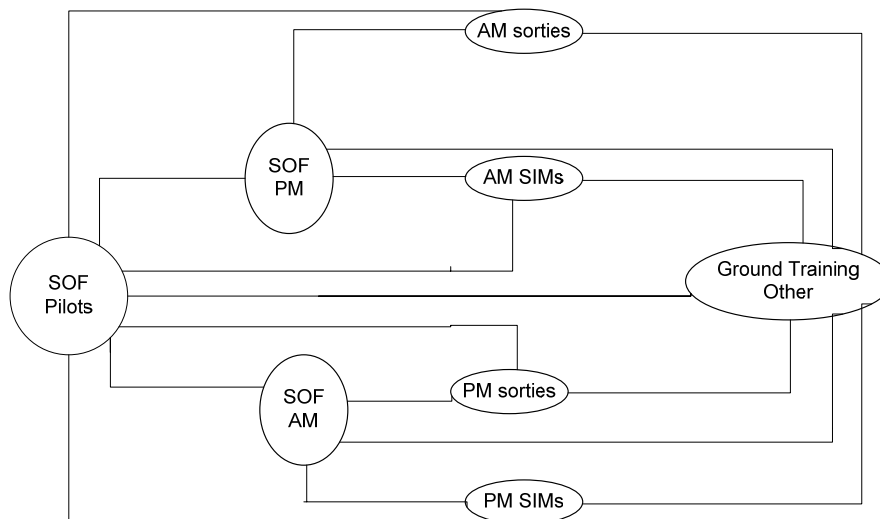 AM sorties
SOF
PM
AM SIMs
SOF
Pilots
Ground Training
Other
SOF
AM
PM sorties
PM SIMs